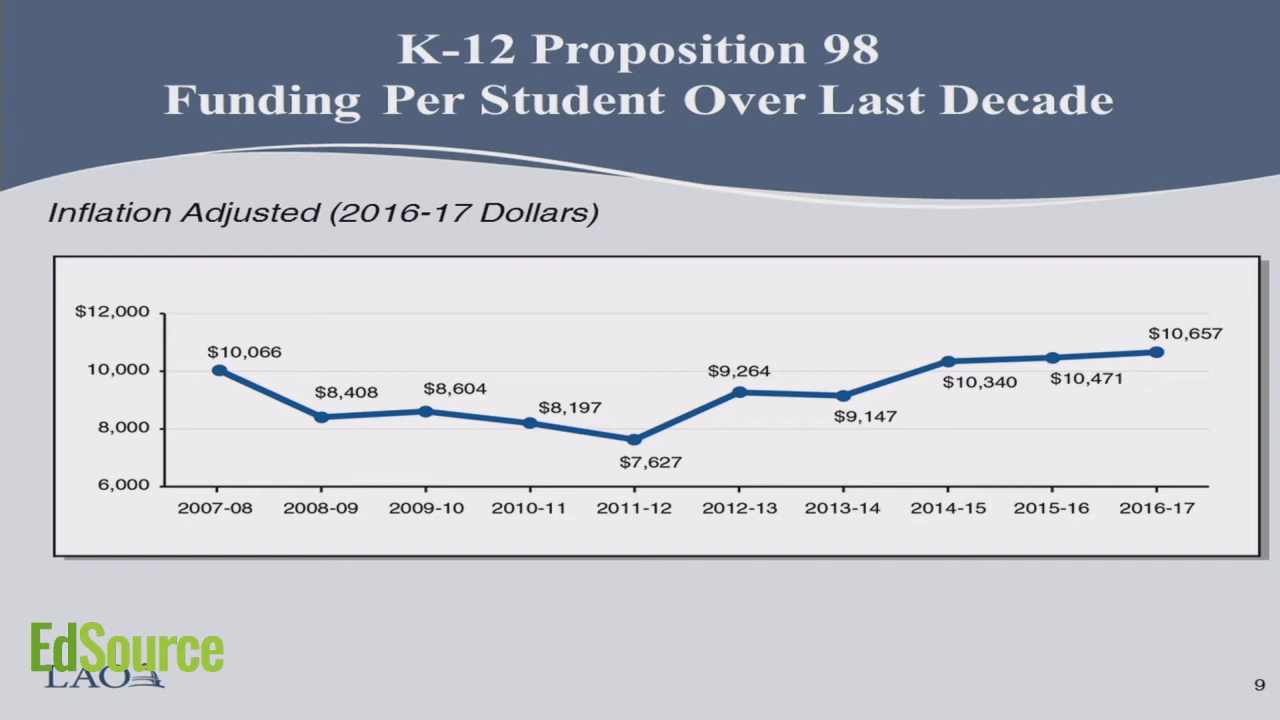 K-12 Proposition 98
Funding Per Student Over Last Decade
Inflation Adjusted (2016-17 Dollars)
$12,000
10,000
8,000
6,000
$10,066
$8,408
$8,604
$8,197
$7,627
$9,264
$9,147
$10,340
$10,471
$10,657
2007-08 2008-09 2009-10 2010-11 2011-12 2012-13 2013-14 2014-15 2015-16 2016-17
EdSource
LAO
9